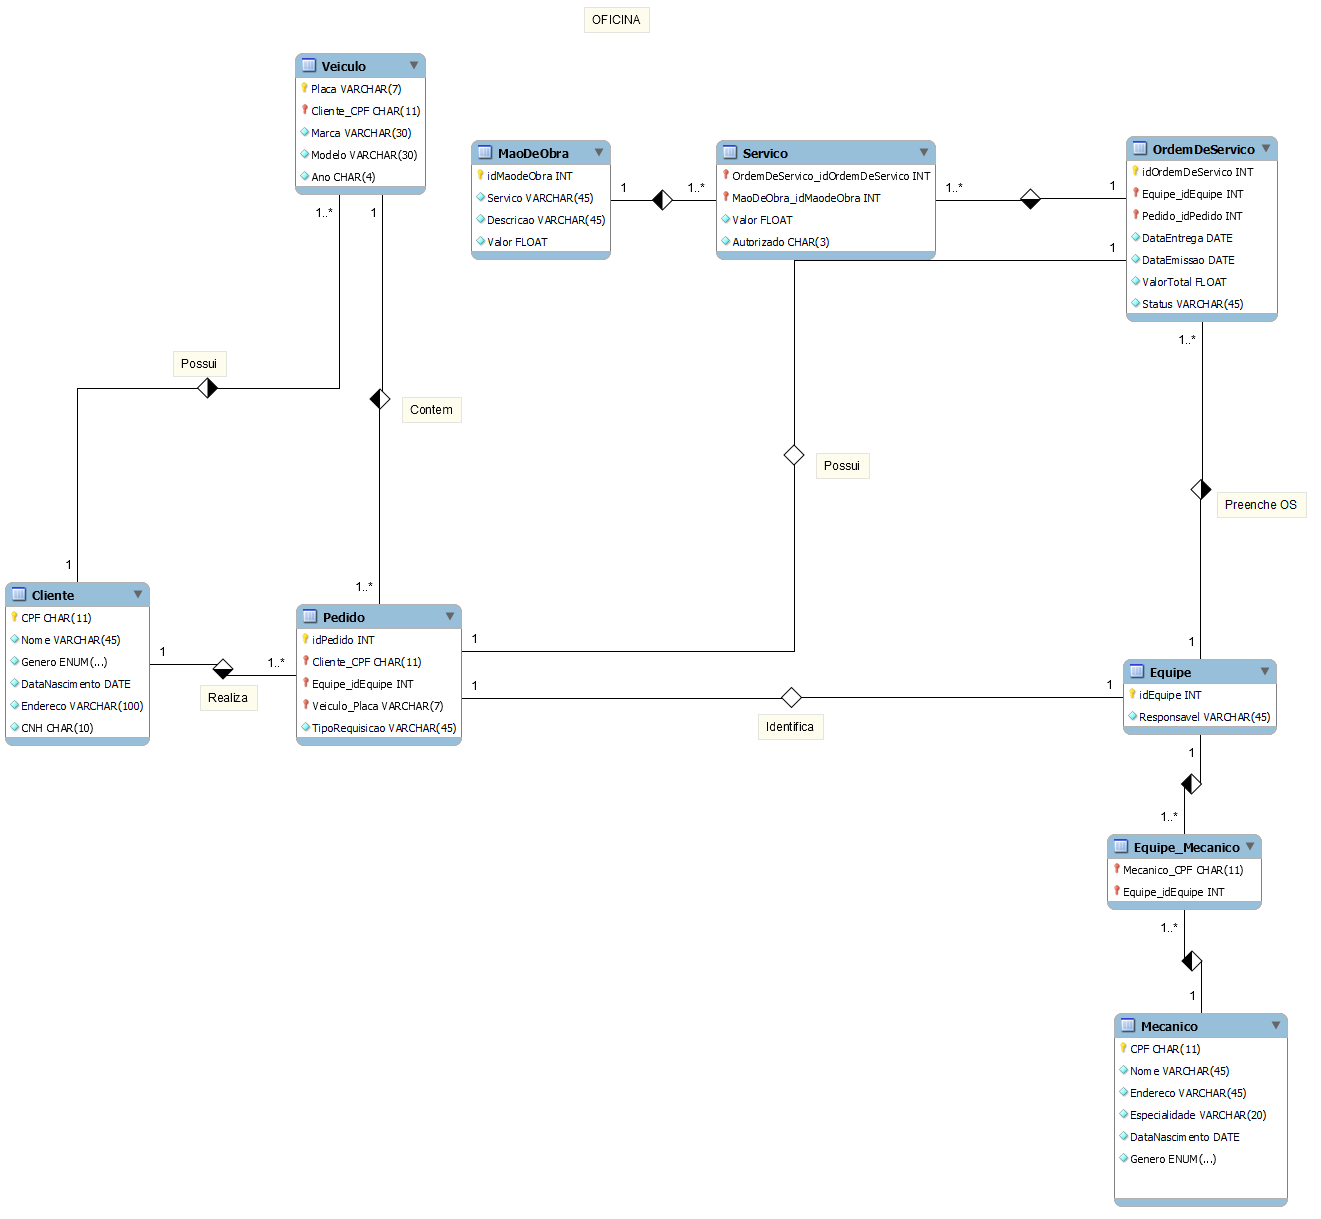 OFICINA
Veiculo
Placa VARCHAR(7)
Cliente_CPF CHAR(11)
Marca VARCHAR(30)
Modelo VARCHAR(30)
Ano CHAR(4)
1..*
1
MaoDeObra
idMaodeObra INT
Servico VARCHAR(45)
Descricao VARCHAR(45)
Valor FLOAT
1
1..*
Servico
OrdemDeServico_idOrdemDeServico INT
MaoDeObra_idMaodeObra INT
Valor FLOAT
Autorizado CHAR(3)
1..*
1
OrdemDeServico
idOrdemDeServico INT
Equipe_idEquipe INT
Pedido_idPedido INT
DataEntrega DATE
DataEmissao DATE
ValorTotal FLOAT
Status VARCHAR(45)
1
1..*
Possui
Contem
Possui
Preenche OS
1
1..*
1
Cliente
CPF CHAR(11)
Nome VARCHAR(45)
Genero ENUM(...)
DataNascimento DATE
Endereco VARCHAR(100)
CNH CHAR(10)
1
1..*
Realiza
Pedido
idPedido INT
Cliente_CPF CHAR(11)
Equipe_idEquipe INT
Veiculo_Placa VARCHAR(7)
TipoRequisicao VARCHAR(45)
1
1
1
Identifica
Equipe
idEquipe INT
Responsavel VARCHAR(45)
1
1..*
Equipe_Mecanico
Mecanico_CPF CHAR(11)
Equipe_idEquipe INT
1..*
1
Mecanico
CPF CHAR(11)
Nome VARCHAR(45)
Endereco VARCHAR(45)
Especialidade VARCHAR(20)
DataNascimento DATE
Genero ENUM(...)